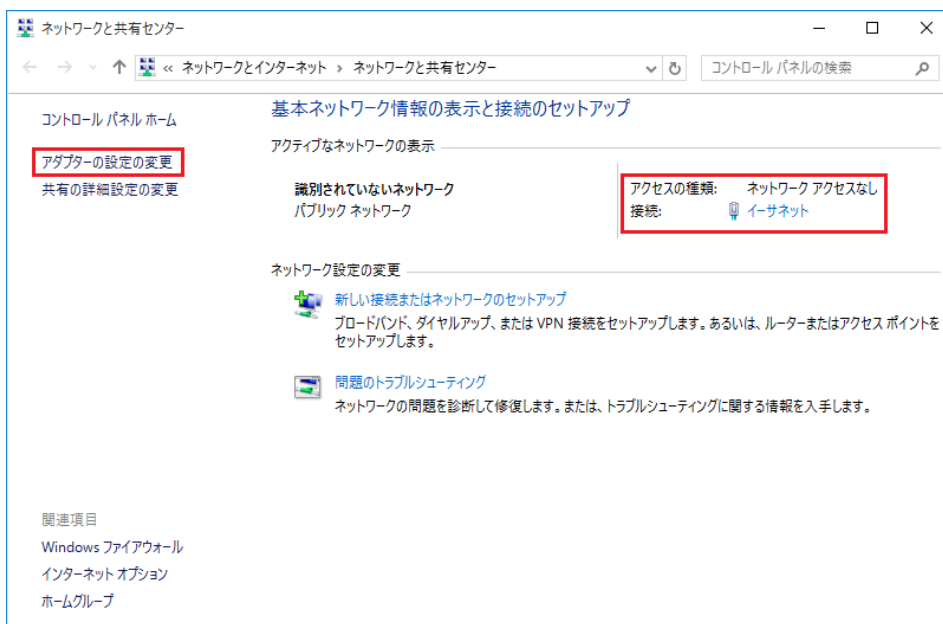 ネットワークと共有センター
« ネットワークとインターネット › ネットワークと共有センター
コントロール パネルの検索
コントロール パネル ホーム
アダプターの設定の変更
共有の詳細設定の変更
基本ネットワーク情報の表示と接続のセットアップ
アクティブなネットワークの表示
識別されていないネットワーク
パブリック ネットワーク
アクセスの種類: ネットワーク アクセスなし
接続: イーサネット
ネットワーク設定の変更
新しい接続またはネットワークのセットアップ
ブロードバンド、ダイヤルアップ、または VPN 接続をセットアップします。あるいは、ルーターまたはアクセス ポイントを
セットアップします。
問題のトラブルシューティング
ネットワークの問題を診断して修復します。または、トラブルシューティングに関する情報を入手します。
関連項目
Windows ファイアウォール
インターネット オプション
ホームグループ